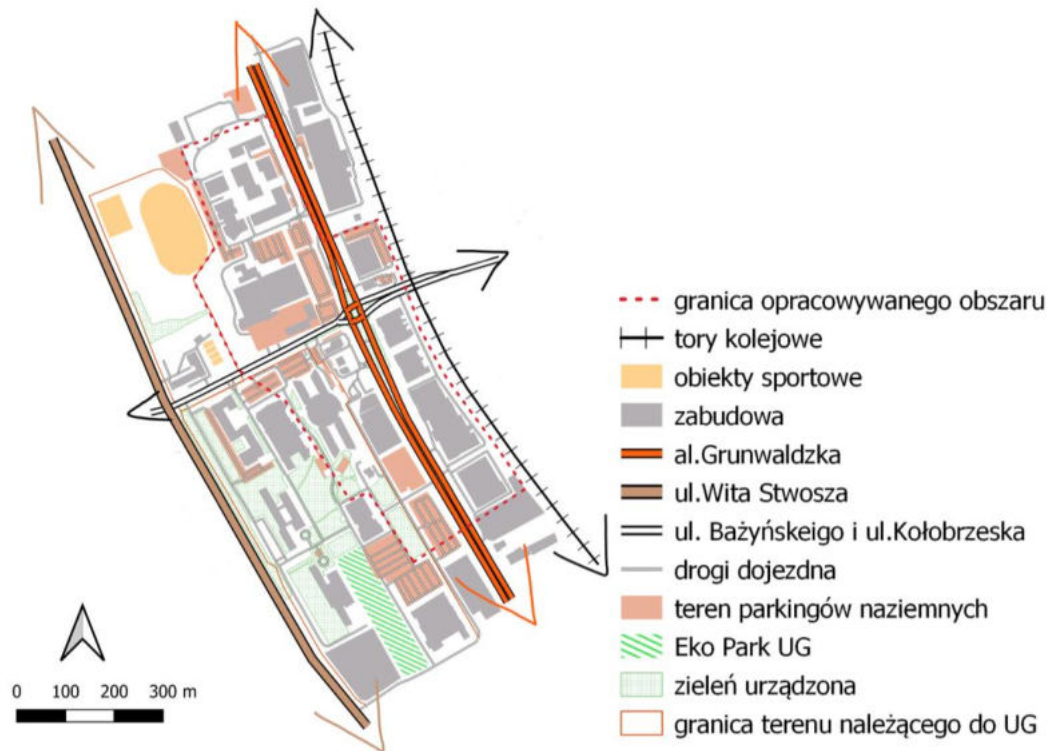 granica opracowywanego obszaru
tory kolejowe
obiekty sportowe
zabudowa
al.Grunwaldzka
ul.Wita Stwosza
ul. Bażyńskeigo i ul.Kołobrzeska
drogi dojezdna
teren parkingów naziemnych
Eko Park UG
zieleń urządzona
granica terenu należącego do UG
0 100 200 300 m